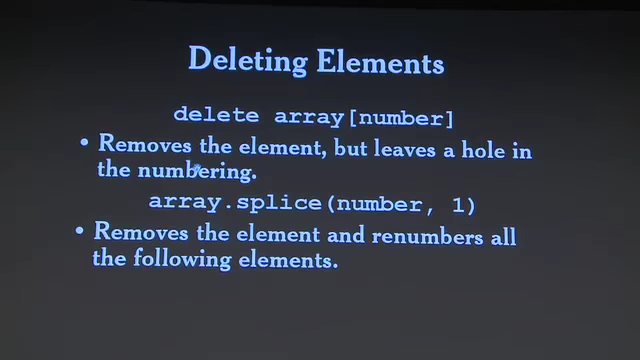 Deleting Elements
delete array[number]
• Removes the element, but leaves a hole in
the numbering.
array.splice(number, 1)
• Removes the element and renumbers all
the following elements.